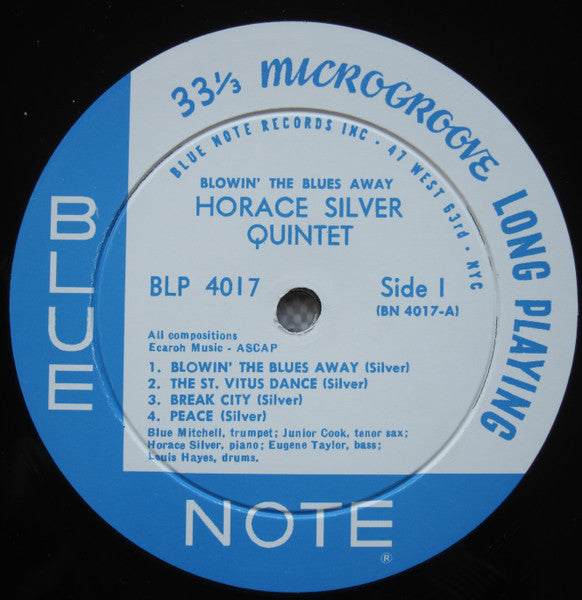 33⅓ MICROGROOVE LONG PLAYING
BLUE NOTE RECORDS INC - 47 WEST 63rd - NYC
BLOWIN' THE BLUES AWAY
HORACE SILVER
QUINTET
BLP 4017 Side 1
(BN 4017-A)
All compositions
Ecaroh Music - ASCAP
1. BLOWIN' THE BLUES AWAY (Silver)
2. THE ST. VITUS DANCE (Silver)
3. BREAK CITY (Silver)
4. PEACE (Silver)
Blue Mitchell, trumpet; Junior Cook, tenor sax;
Horace Silver, piano; Eugene Taylor, bass;
Louis Hayes, drums.
BLUE
NOTE®